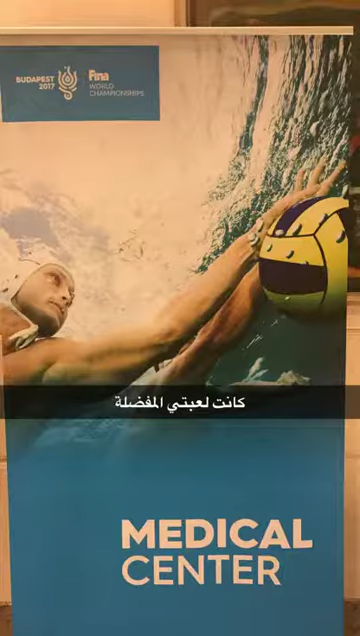 BUDAPEST
2017
Fina
WORLD
CHAMPIONSHIPS
كانت لعبتي المفضلة
MEDICAL
CENTER